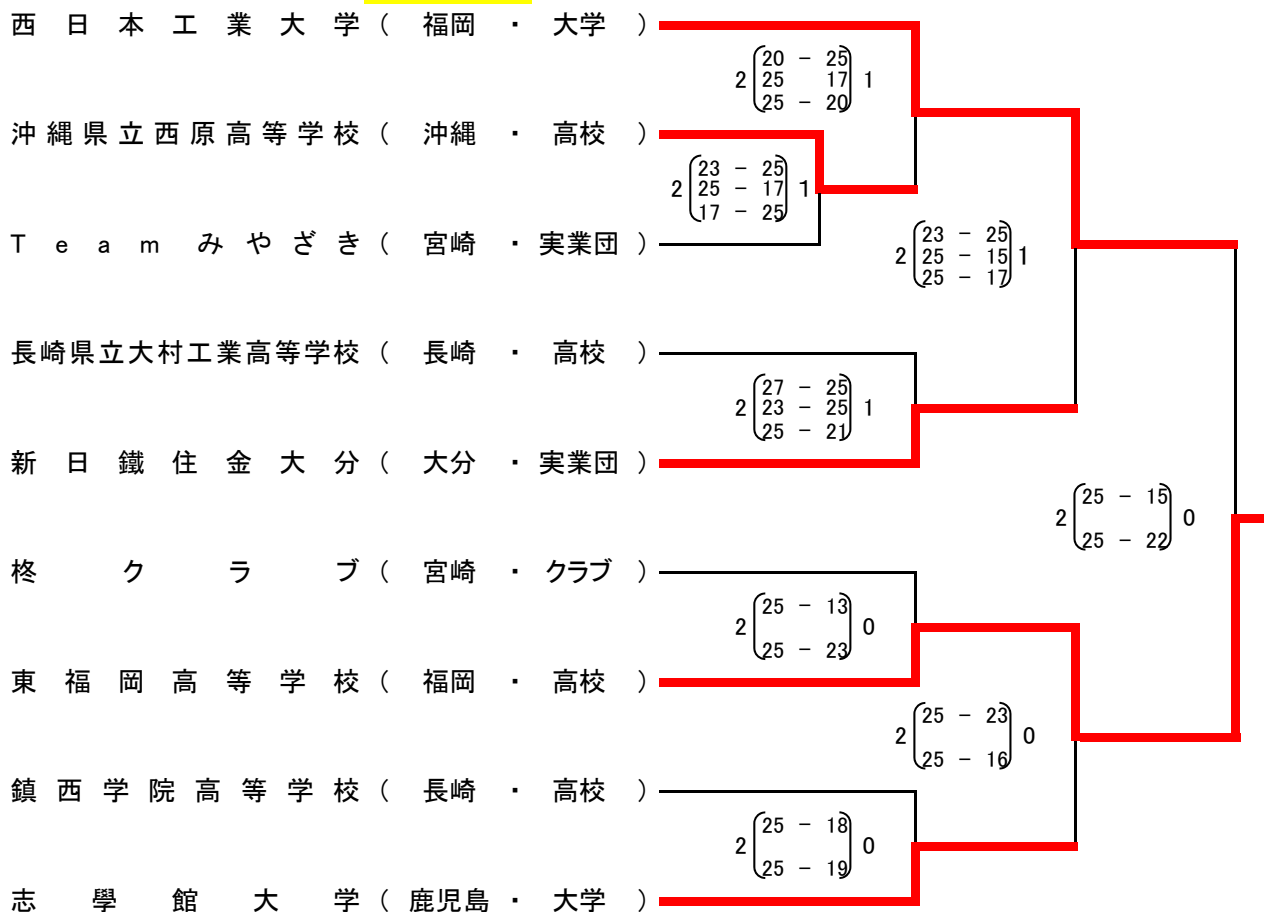 西日本工業大学（ 福岡 ・ 大学 ）
2 20 － 25 1
25 17
25 － 20
沖縄県立西原高等学校（ 沖縄 ・ 高校 ）
2 23 － 25 1
25 － 17
17 － 25
Ｔｅａｍみやざき（ 宮崎 ・ 実業団 ）
2 23 － 25 1
25 － 15
25 － 17
長崎県立大村工業高等学校（ 長崎 ・ 高校 ）
2 27 － 25 1
23 － 25
25 － 21
新日鐵住金大分（ 大分 ・ 実業団 ）
2 25 － 15 0
25 － 22
柊クラブ（ 宮崎 ・ クラブ ）
2 25 － 13 0
25 － 23
東福岡高等学校（ 福岡 ・ 高校 ）
2 25 － 23 0
25 － 16
鎮西学院高等学校（ 長崎 ・ 高校 ）
2 25 － 18 0
25 － 19
志學館大学（ 鹿児島 ・ 大学 ）